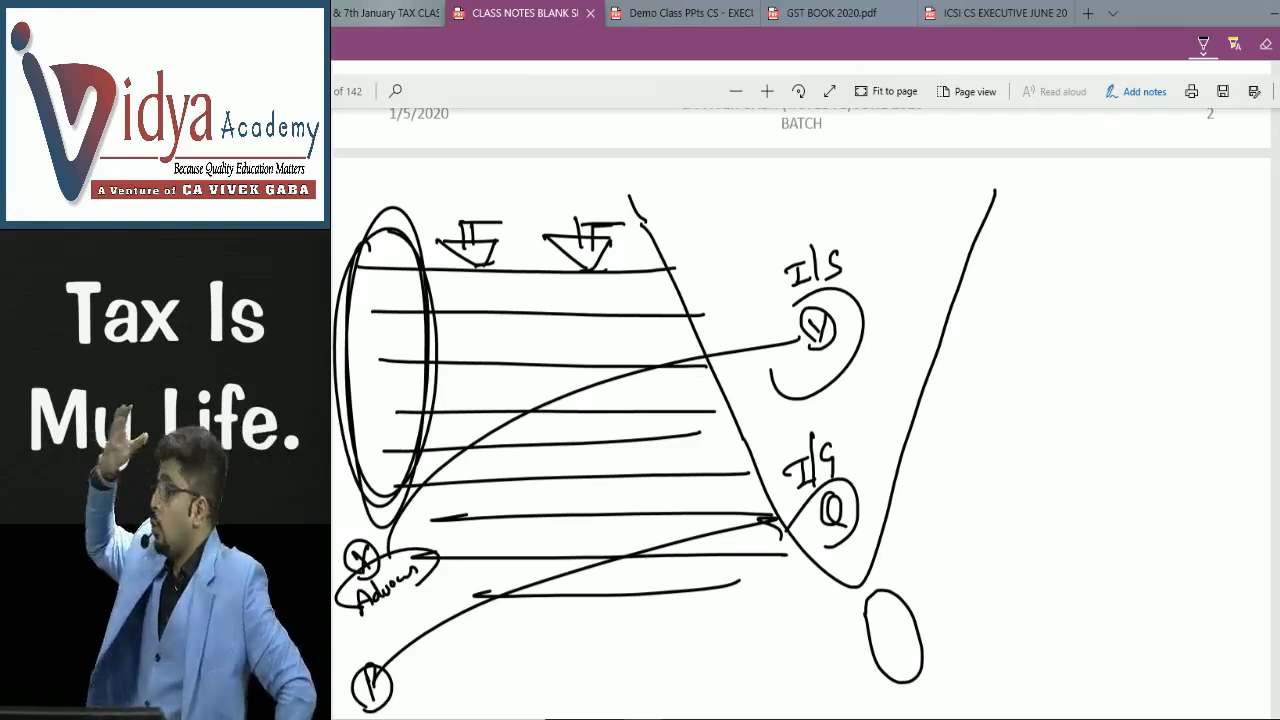 & 7th January TAX CLAS
CLASS NOTES BLANK SI
Demo Class PPts CS - EXECI
GST BOOK 2020.pdf
ICSI CS EXECUTIVE JUNE 20
of 142
Fit to page
Page view
Read aloud
Add notes
1/5/2020
BATCH
2
Vidya
Academy
Because Quality Education Matters
A Venture of CA VIVEK GABA
Tax Is
My Life.
IT
IT
I/S
Y
I/G
Q
X
P